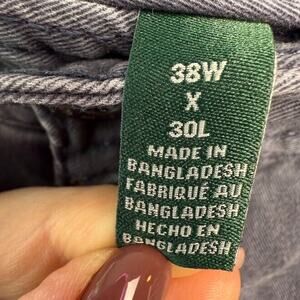 38W
X
30L
MADE IN
BANGLADESH
FABRIQUÉ AU
BANGLADESH
HECHO EN
BANGLADESH